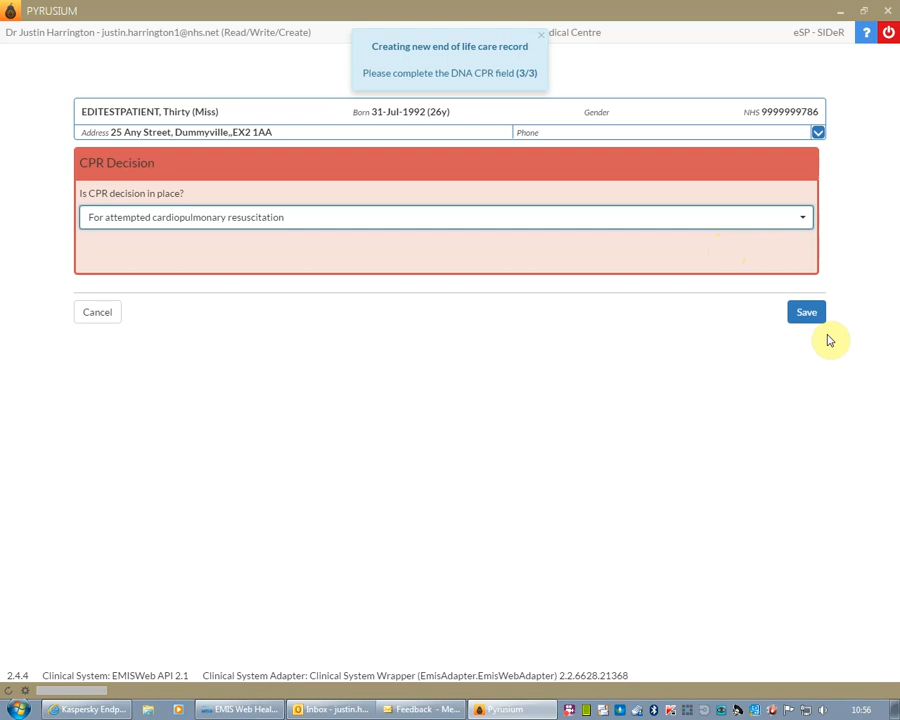 PYRUSIUM
Dr Justin Harrington - justin.harrington1@nhs.net (Read/Write/Create)
dical Centre
eSP - SIDeR
?
Creating new end of life care record
Please complete the DNA CPR field (3/3)
EDITESTPATIENT, Thirty (Miss)
Born 31-Jul-1992 (26y)
Gender
NHS 9999999786
Address 25 Any Street, Dummyville,,EX2 1AA
Phone
CPR Decision
Is CPR decision in place?
For attempted cardiopulmonary resuscitation
Cancel
Save
2.4.4 Clinical System: EMISWeb API 2.1 Clinical System Adapter: Clinical System Wrapper (EmisAdapter.EmisWebAdapter) 2.2.6628.21368
Kaspersky Endp...
EMIS Web Heal...
Inbox - justin.h...
Feedback - Me...
Pyrusium
10:56